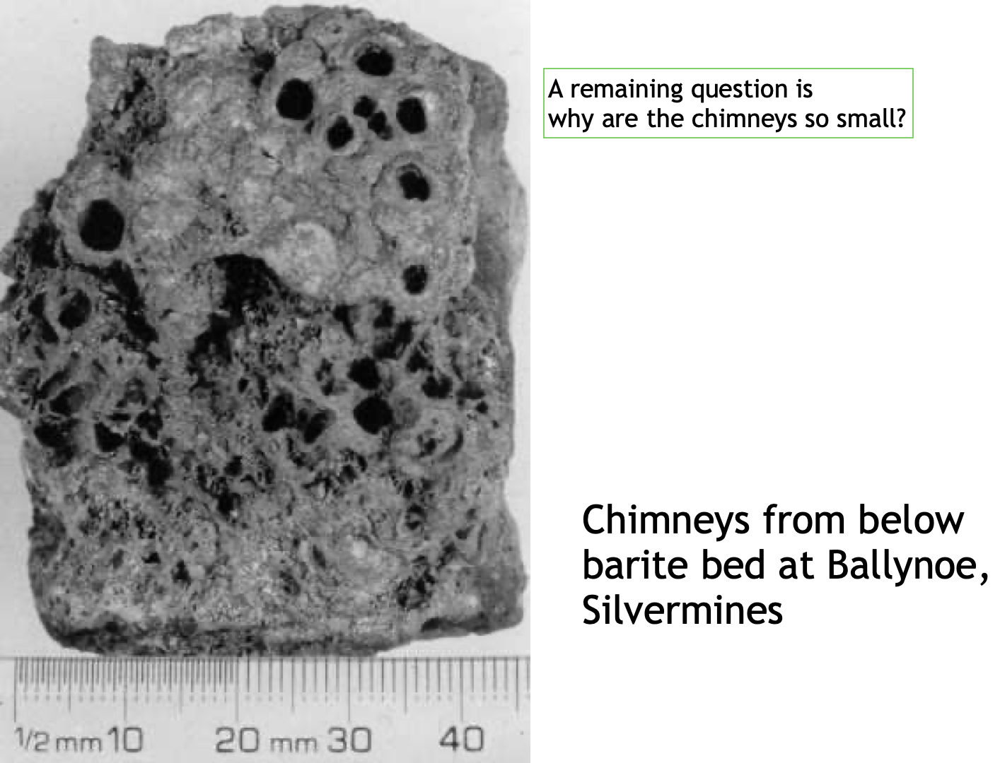 A remaining question is
why are the chimneys so small?
Chimneys from below
barite bed at Ballynoe,
Silvermines
1/2 mm 10 20 mm 30 40